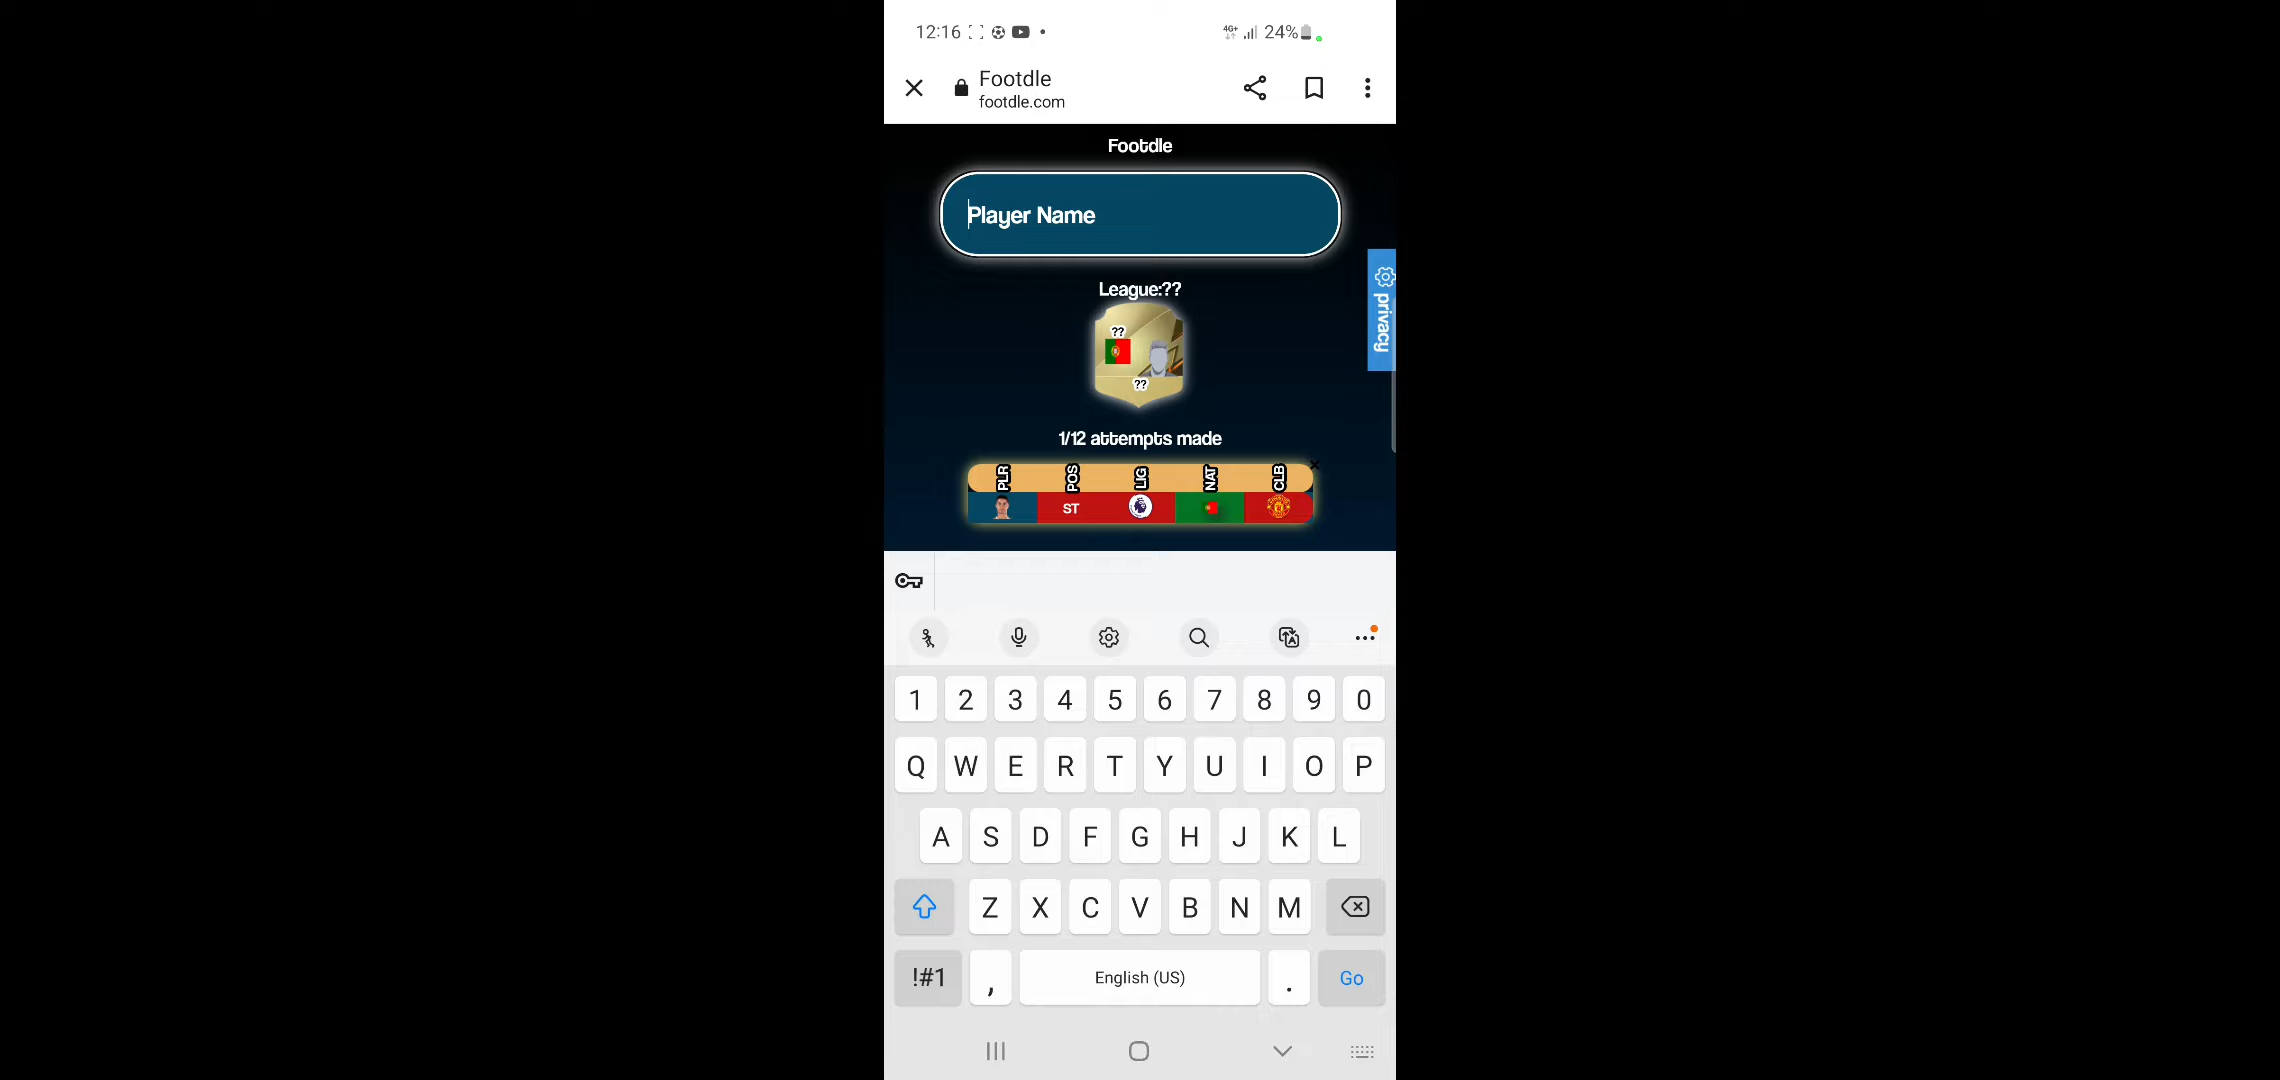 12:16 4G+ 24%
Footdle
footdle.com
Footdle
Player Name
privacy
League:??
??
??
1/12 attempts made
PLR POS LIG NAT CLB
ST
1 2 3 4 5 6 7 8 9 0
Q W E R T Y U I O P
A S D F G H J K L
Z X C V B N M
!#1 , English (US) . Go